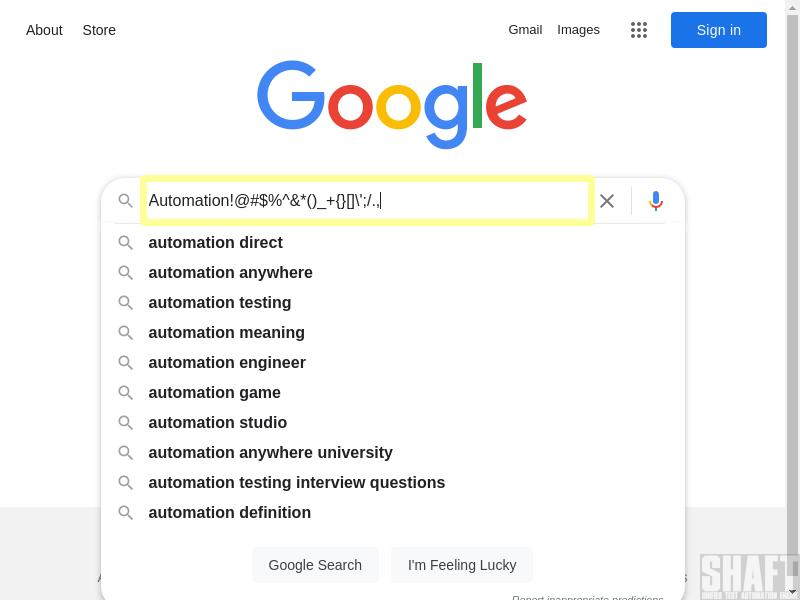 About Store Gmail Images Sign in
Google
Automation!@#$%^&*()_+{}[]\';/.,
automation direct
automation anywhere
automation testing
automation meaning
automation engineer
automation game
automation studio
automation anywhere university
automation testing interview questions
automation definition
Google Search I'm Feeling Lucky
SHAFT
Report inappropriate predictions